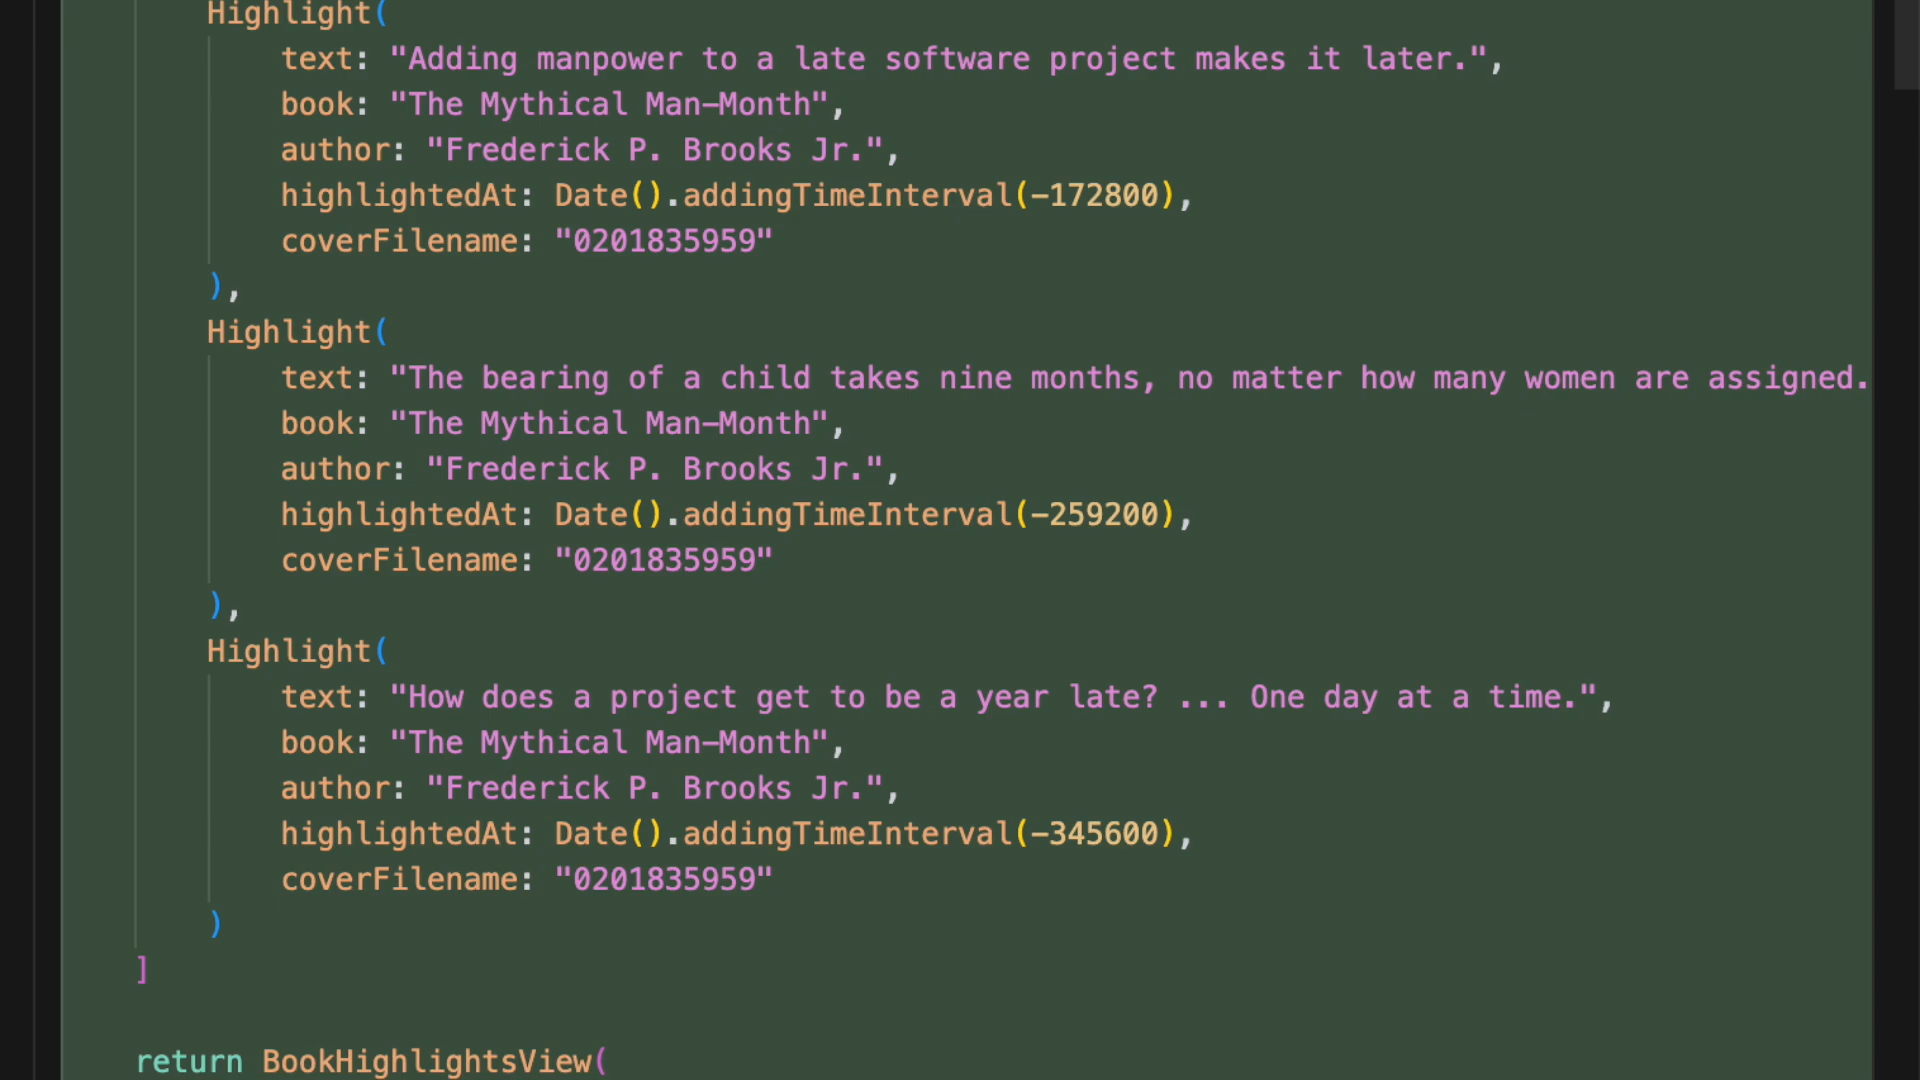 Highlight(
text: "Adding manpower to a late software project makes it later.",
book: "The Mythical Man-Month",
author: "Frederick P. Brooks Jr.",
highlightedAt: Date().addingTimeInterval(-172800),
coverFilename: "0201835959"
),
Highlight(
text: "The bearing of a child takes nine months, no matter how many women are assigned.
book: "The Mythical Man-Month",
author: "Frederick P. Brooks Jr.",
highlightedAt: Date().addingTimeInterval(-259200),
coverFilename: "0201835959"
),
Highlight(
text: "How does a project get to be a year late? ... One day at a time.",
book: "The Mythical Man-Month",
author: "Frederick P. Brooks Jr.",
highlightedAt: Date().addingTimeInterval(-345600),
coverFilename: "0201835959"
)
]
return BookHighlightsView(